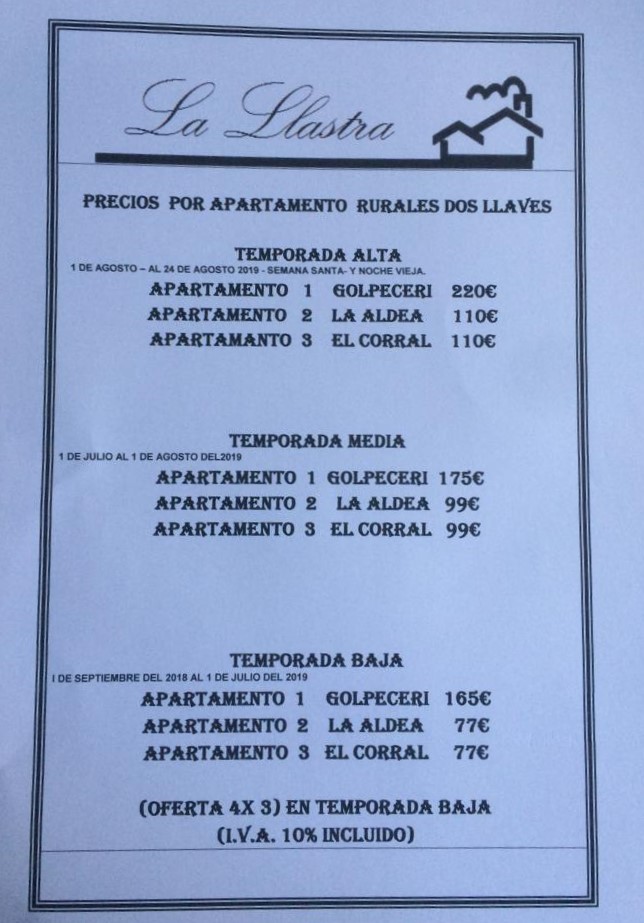 La Llastra
PRECIOS POR APARTAMENTO RURALES DOS LLAVES
TEMPORADA ALTA
1 DE AGOSTO – AL 24 DE AGOSTO 2019 - SEMANA SANTA- Y NOCHE VIEJA.
APARTAMENTO 1 GOLPECERI 220€
APARTAMENTO 2 LA ALDEA 110€
APARTAMANTO 3 EL CORRAL 110€
TEMPORADA MEDIA
1 DE JULIO AL 1 DE AGOSTO DEL2019
APARTAMENTO 1 GOLPECERI 175€
APARTAMENTO 2 LA ALDEA 99€
APARTAMENTO 3 EL CORRAL 99€
TEMPORADA BAJA
I DE SEPTIEMBRE DEL 2018 AL 1 DE JULIO DEL 2019
APARTAMENTO 1 GOLPECERI 165€
APARTAMENTO 2 LA ALDEA 77€
APARTAMENTO 3 EL CORRAL 77€
(OFERTA 4X 3) EN TEMPORADA BAJA
(I.V.A. 10% INCLUIDO)